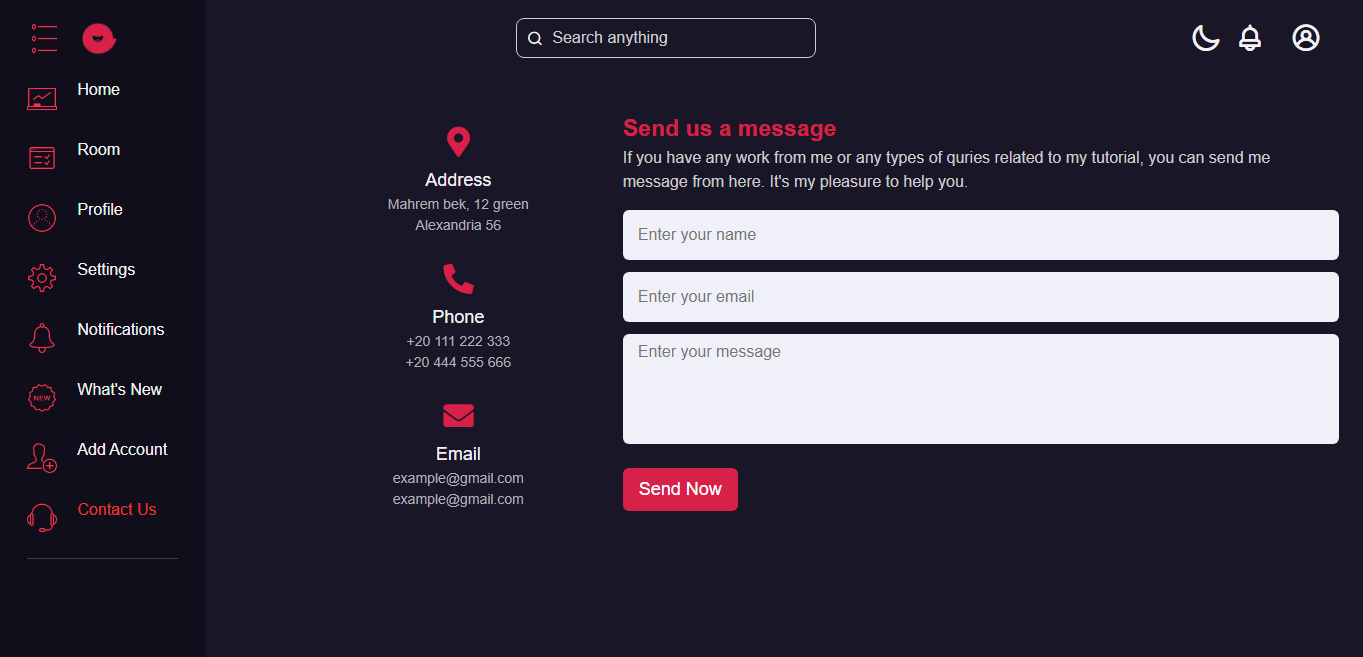 Search anything
Home
Room
Profile
Settings
Notifications
NEW
What's New
Add Account
Contact Us
Address
Mahrem bek, 12 green
Alexandria 56
Phone
+20 111 222 333
+20 444 555 666
Email
example@gmail.com
example@gmail.com
Send us a message
If you have any work from me or any types of quries related to my tutorial, you can send me
message from here. It's my pleasure to help you.
Enter your name
Enter your email
Enter your message
Send Now